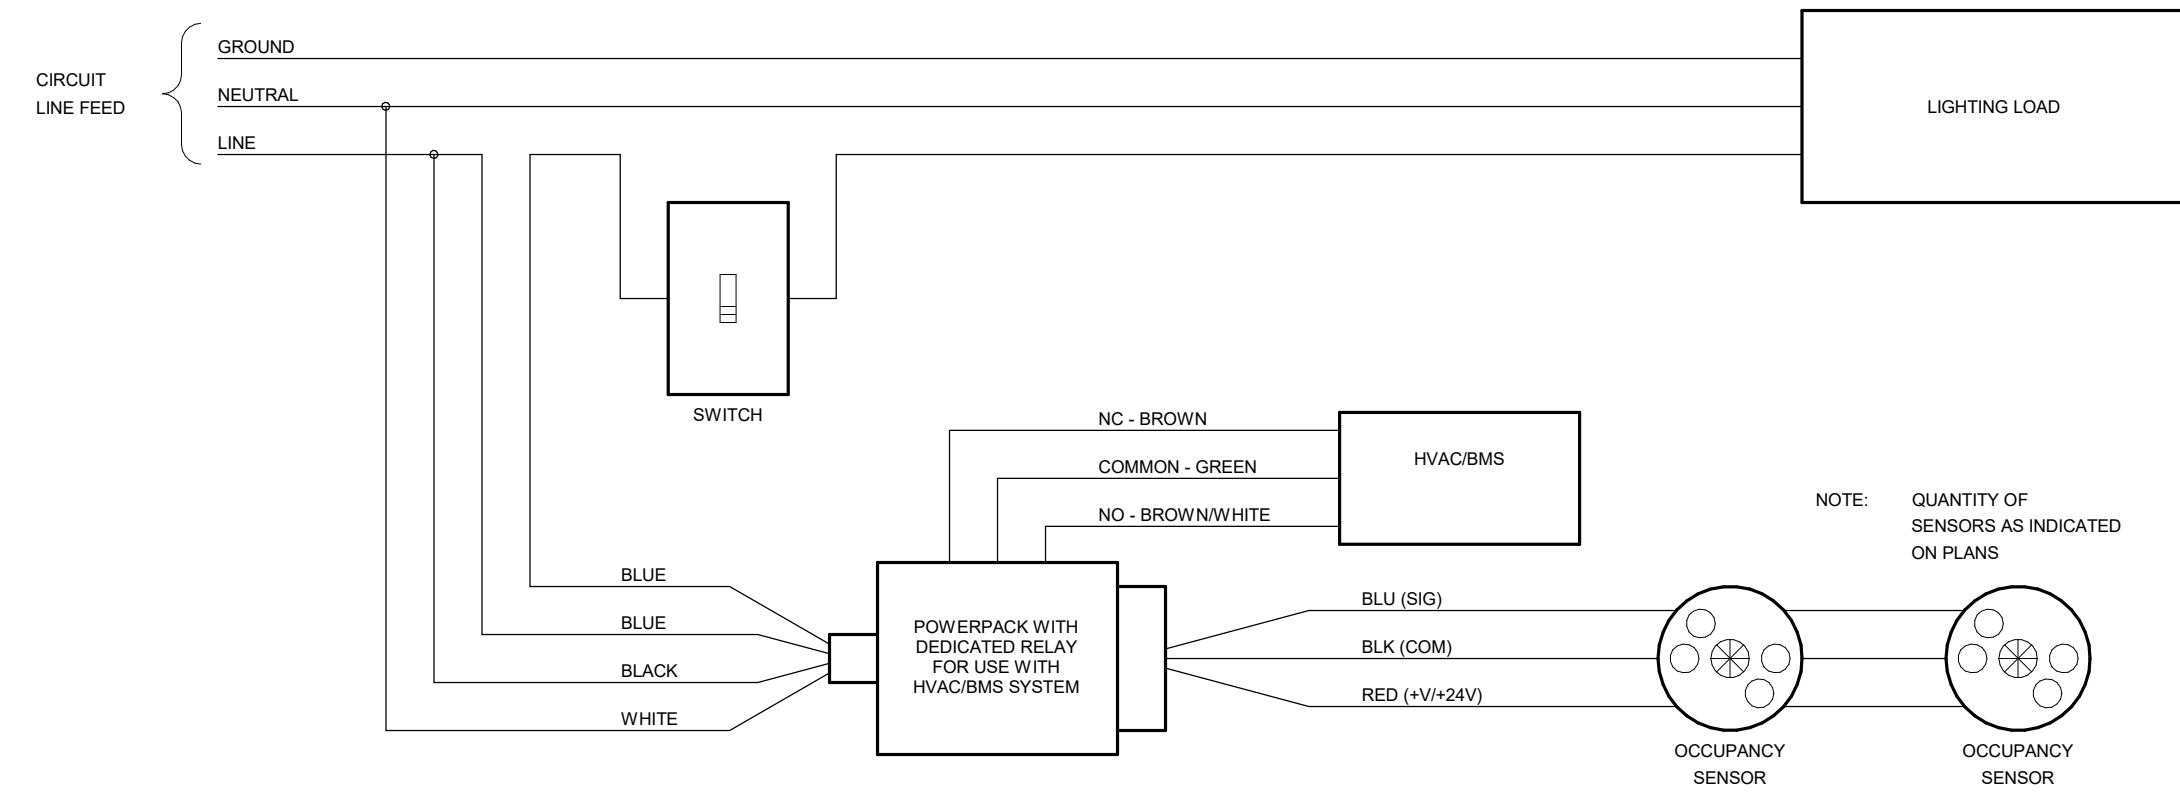 GROUND
CIRCUIT
LINE FEED
NEUTRAL
LINE
LIGHTING LOAD
SWITCH
NC - BROWN
COMMON - GREEN
NO - BROWN/WHITE
HVAC/BMS
NOTE: QUANTITY OF
SENSORS AS INDICATED
ON PLANS
BLUE
BLUE
BLACK
WHITE
POWERPACK WITH
DEDICATED RELAY
FOR USE WITH
HVAC/BMS SYSTEM
BLU (SIG)
BLK (COM)
RED (+V/+24V)
OCCUPANCY
SENSOR
OCCUPANCY
SENSOR